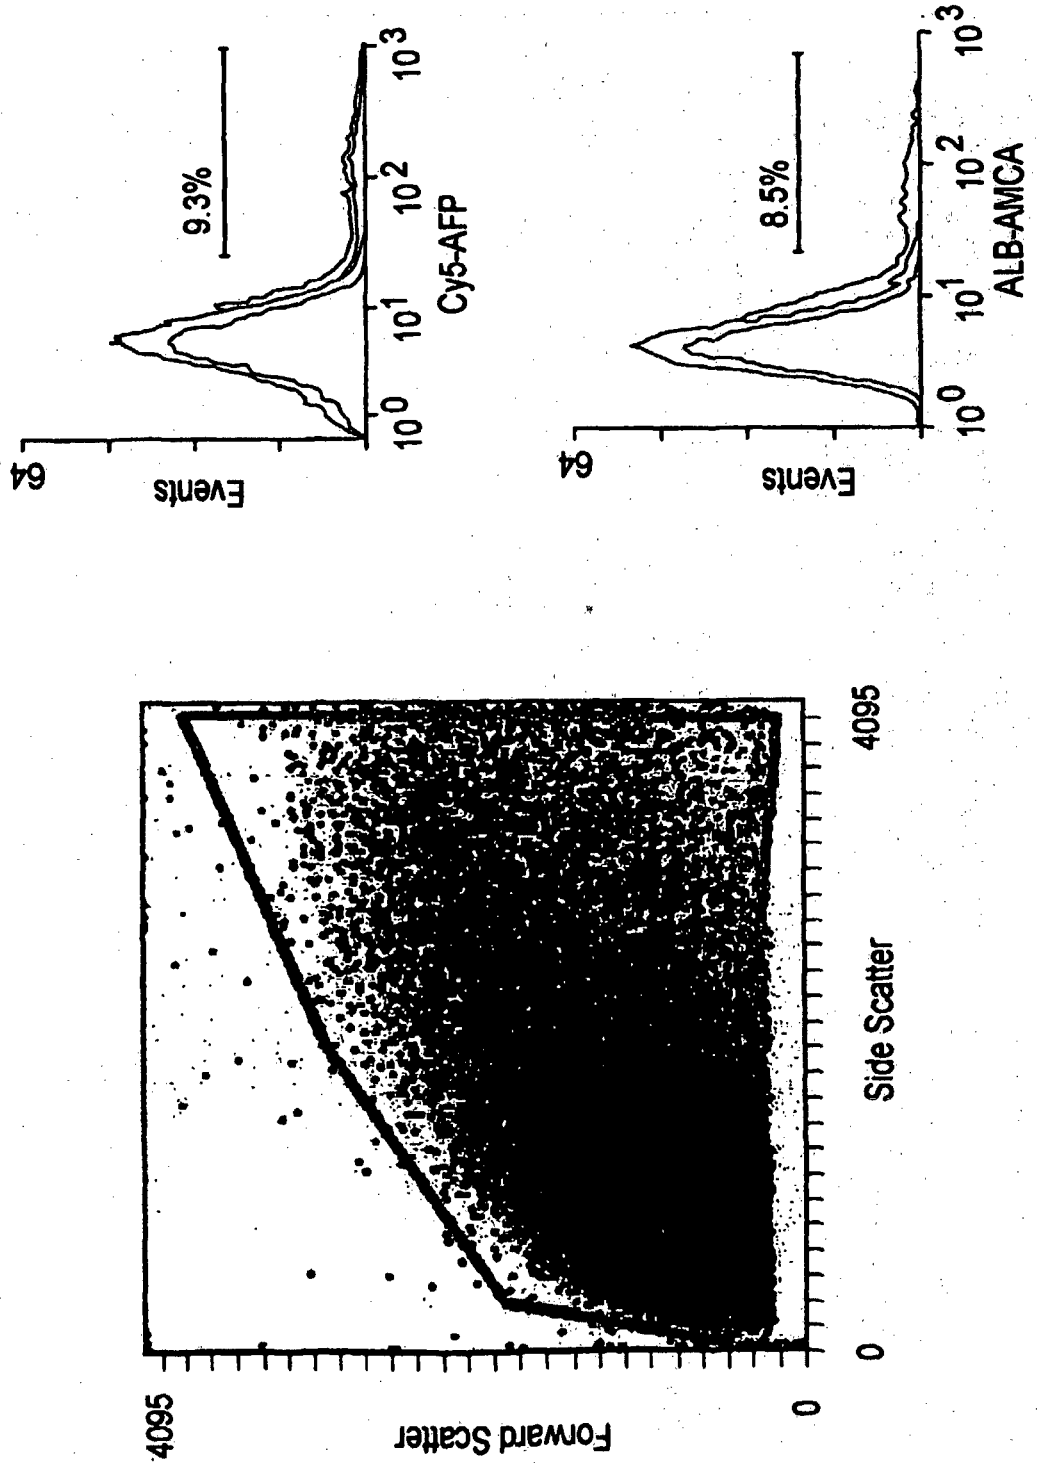 4095
Forward Scatter
0
0
Side Scatter
4095
64
Events
9.3%
10^0
10^1
10^2
10^3
Cy5-AFP
64
Events
8.5%
10^0
10^1
10^2
10^3
ALB-AMCA